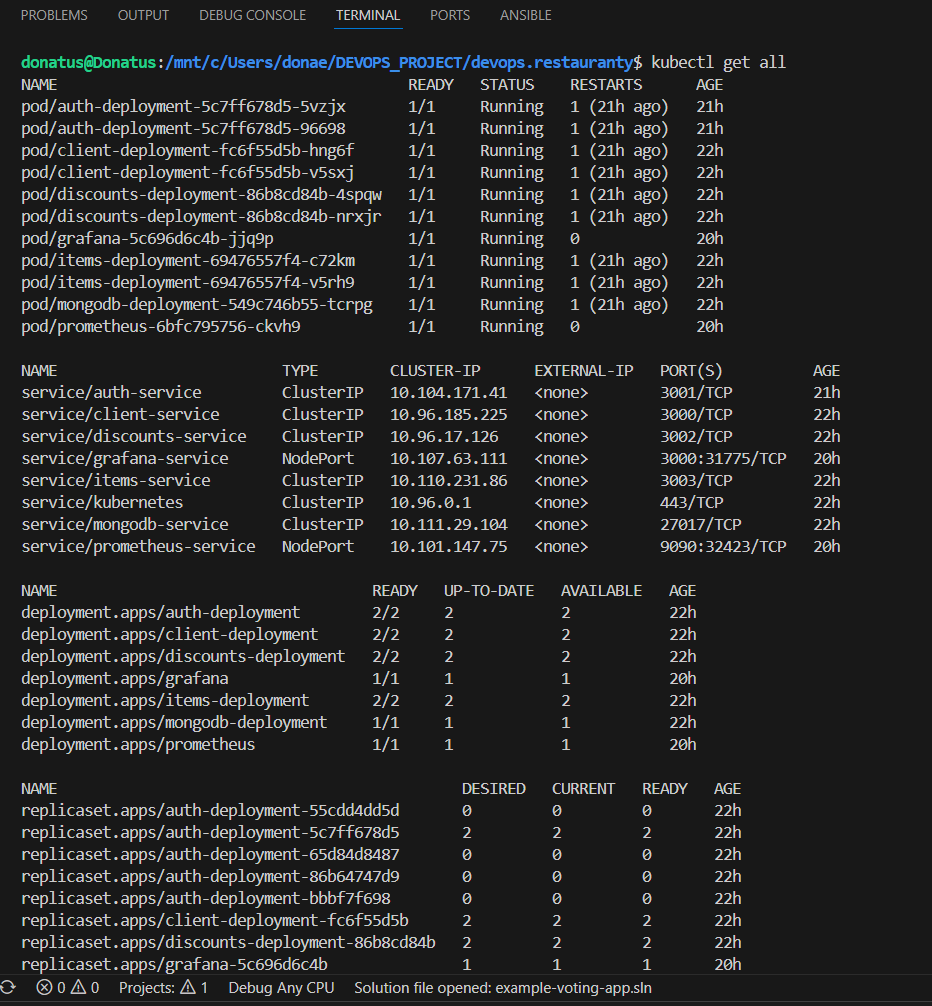 PROBLEMS OUTPUT DEBUG CONSOLE TERMINAL PORTS ANSIBLE
donatus@Donatus:/mnt/c/Users/donae/DEVOPS_PROJECT/devops.restauranty$ kubectl get all
NAME READY STATUS RESTARTS AGE
pod/auth-deployment-5c7ff678d5-5vzjx 1/1 Running 1 (21h ago) 21h
pod/auth-deployment-5c7ff678d5-96698 1/1 Running 1 (21h ago) 21h
pod/client-deployment-fc6f55d5b-hng6f 1/1 Running 1 (21h ago) 22h
pod/client-deployment-fc6f55d5b-v5sxj 1/1 Running 1 (21h ago) 22h
pod/discounts-deployment-86b8cd84b-4spqw 1/1 Running 1 (21h ago) 22h
pod/discounts-deployment-86b8cd84b-nrxjr 1/1 Running 1 (21h ago) 22h
pod/grafana-5c696d6c4b-jjq9p 1/1 Running 0 20h
pod/items-deployment-69476557f4-c72km 1/1 Running 1 (21h ago) 22h
pod/items-deployment-69476557f4-v5rh9 1/1 Running 1 (21h ago) 22h
pod/mongodb-deployment-549c746b55-tcrpg 1/1 Running 1 (21h ago) 22h
pod/prometheus-6bfc795756-ckvh9 1/1 Running 0 20h
NAME TYPE CLUSTER-IP EXTERNAL-IP PORT(S) AGE
service/auth-service ClusterIP 10.104.171.41 <none> 3001/TCP 21h
service/client-service ClusterIP 10.96.185.225 <none> 3000/TCP 22h
service/discounts-service ClusterIP 10.96.17.126 <none> 3002/TCP 22h
service/grafana-service NodePort 10.107.63.111 <none> 3000:31775/TCP 20h
service/items-service ClusterIP 10.110.231.86 <none> 3003/TCP 22h
service/kubernetes ClusterIP 10.96.0.1 <none> 443/TCP 22h
service/mongodb-service ClusterIP 10.111.29.104 <none> 27017/TCP 22h
service/prometheus-service NodePort 10.101.147.75 <none> 9090:32423/TCP 20h
NAME READY UP-TO-DATE AVAILABLE AGE
deployment.apps/auth-deployment 2/2 2 2 22h
deployment.apps/client-deployment 2/2 2 2 22h
deployment.apps/discounts-deployment 2/2 2 2 22h
deployment.apps/grafana 1/1 1 1 20h
deployment.apps/items-deployment 2/2 2 2 22h
deployment.apps/mongodb-deployment 1/1 1 1 22h
deployment.apps/prometheus 1/1 1 1 20h
NAME DESIRED CURRENT READY AGE
replicaset.apps/auth-deployment-55cdd4dd5d 0 0 0 22h
replicaset.apps/auth-deployment-5c7ff678d5 2 2 2 22h
replicaset.apps/auth-deployment-65d84d8487 0 0 0 22h
replicaset.apps/auth-deployment-86b64747d9 0 0 0 22h
replicaset.apps/auth-deployment-bbbf7f698 0 0 0 22h
replicaset.apps/client-deployment-fc6f55d5b 2 2 2 22h
replicaset.apps/discounts-deployment-86b8cd84b 2 2 2 22h
replicaset.apps/grafana-5c696d6c4b 1 1 1 20h
0 0 Projects: 1 Debug Any CPU Solution file opened: example-voting-app.sln